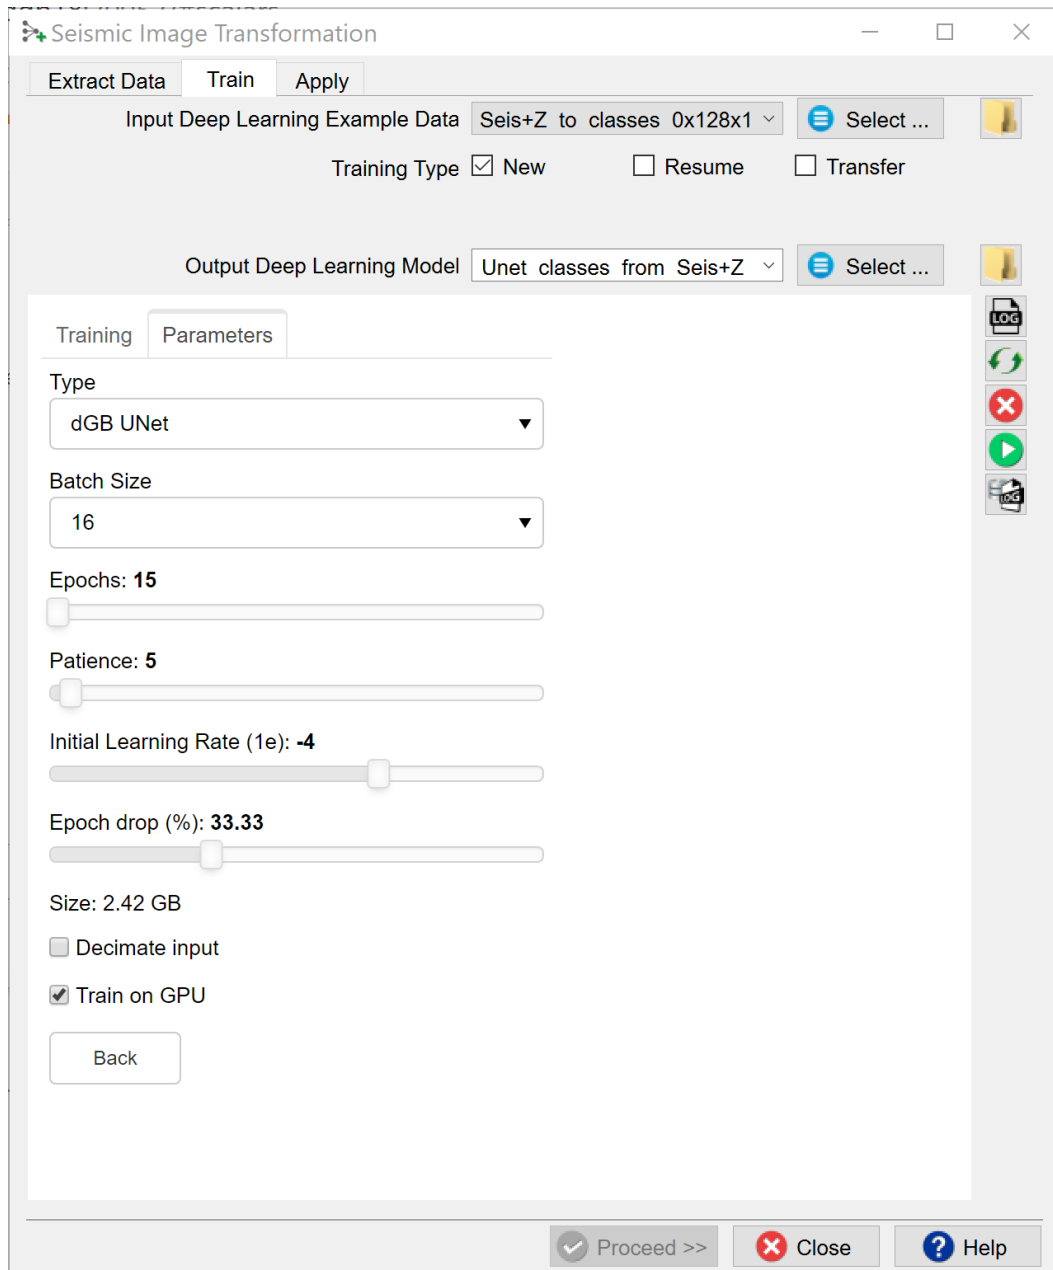 Seismic Image Transformation
Extract Data Train Apply
Input Deep Learning Example Data Seis+Z to classes 0x128x1 Select ...
Training Type New Resume Transfer
Output Deep Learning Model Unet classes from Seis+Z Select ...
LOG
Training Parameters
Type
dGB UNet
Batch Size
16
LOG
Epochs: 15
Patience: 5
Initial Learning Rate (1e): -4
Epoch drop (%): 33.33
Size: 2.42 GB
Decimate input
Train on GPU
Back
Proceed >> Close Help